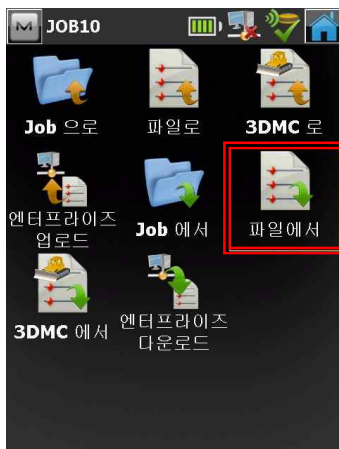 JOB10
Job 으로
파일로
3DMC 로
엔터프라이즈
업로드
Job 에서
파일에서
3DMC 에서
엔터프라이즈
다운로드